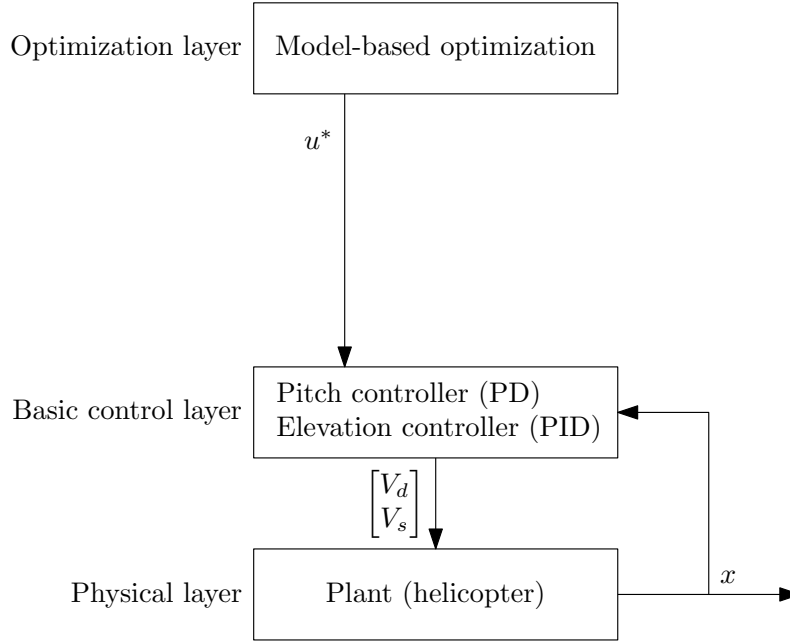 Optimization layer
Model-based optimization
u*
Basic control layer
Pitch controller (PD)
Elevation controller (PID)
V_d
V_s
Physical layer
Plant (helicopter)
x